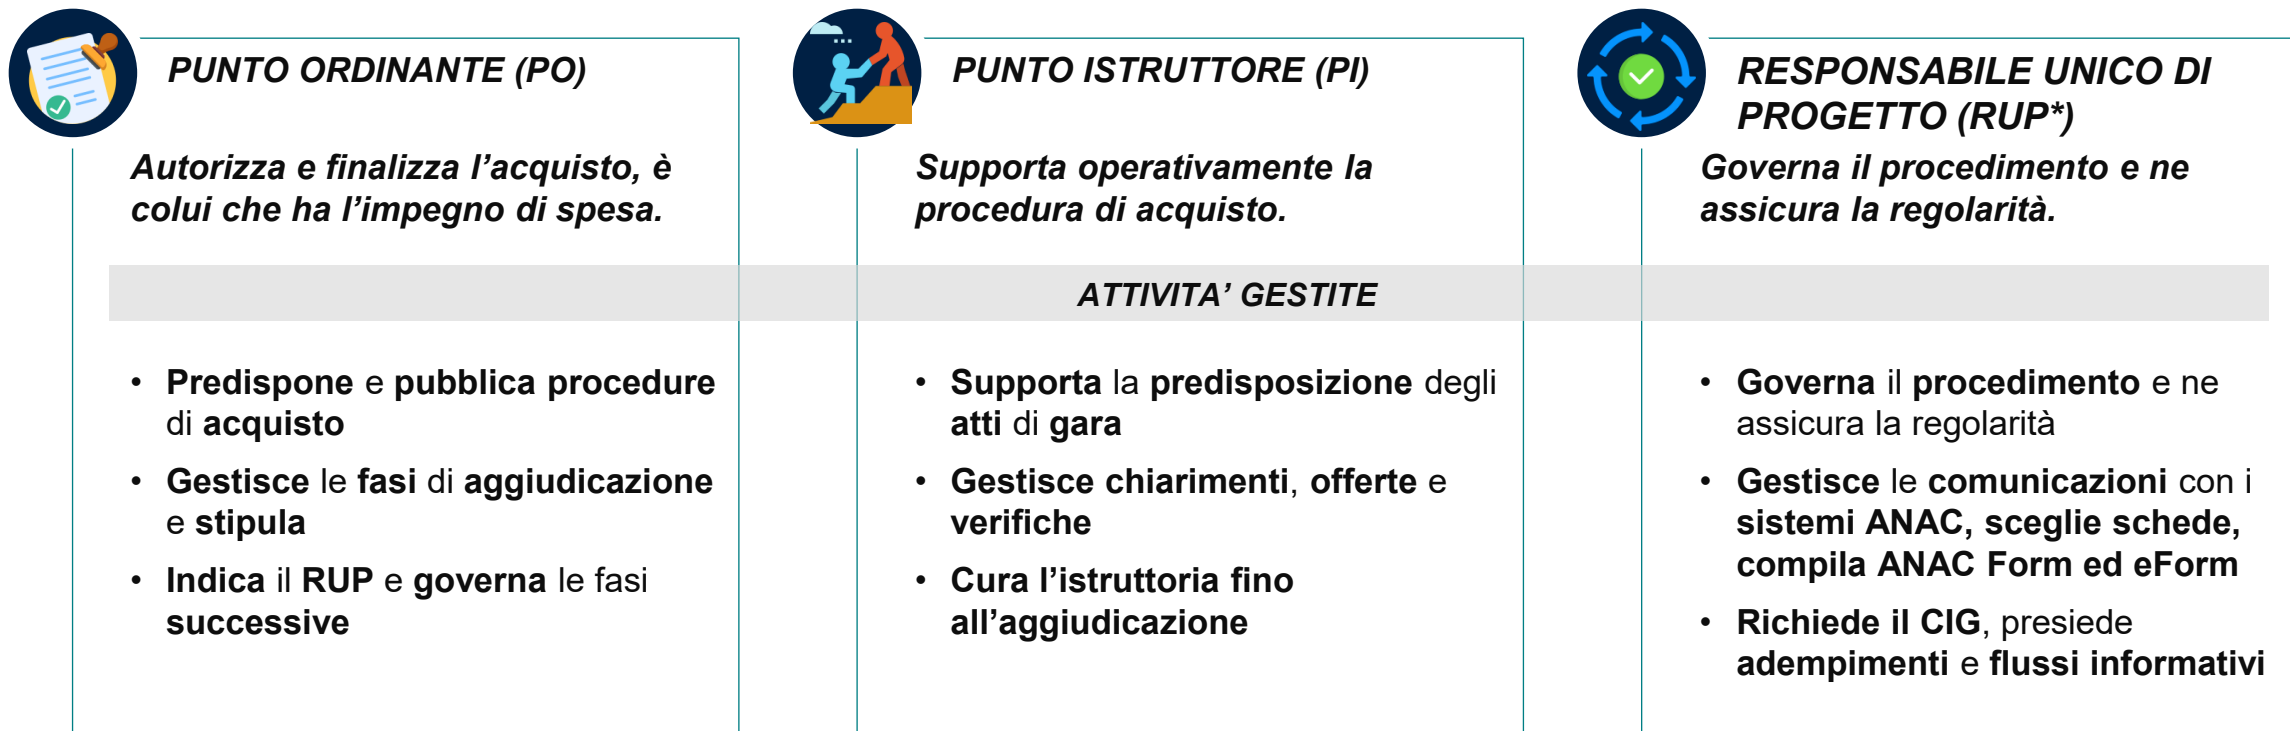 PUNTO ORDINANTE (PO)
Autorizza e finalizza l’acquisto, è
colui che ha l’impegno di spesa.
PUNTO ISTRUTTORE (PI)
Supporta operativamente la
procedura di acquisto.
RESPONSABILE UNICO DI
PROGETTO (RUP*)
Governa il procedimento e ne
assicura la regolarità.
ATTIVITA’ GESTITE
• Predispone e pubblica procedure
di acquisto
• Gestisce le fasi di aggiudicazione
e stipula
• Indica il RUP e governa le fasi
successive
• Supporta la predisposizione degli
atti di gara
• Gestisce chiarimenti, offerte e
verifiche
• Cura l’istruttoria fino
all’aggiudicazione
• Governa il procedimento e ne
assicura la regolarità
• Gestisce le comunicazioni con i
sistemi ANAC, sceglie schede,
compila ANAC Form ed eForm
• Richiede il CIG, presiede
adempimenti e flussi informativi